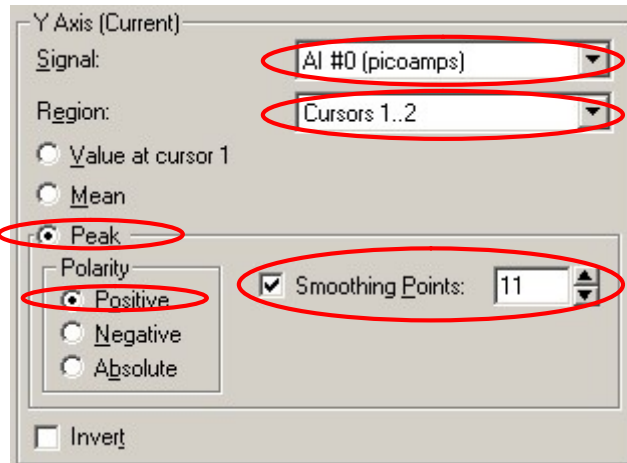 Y Axis (Current)
Signal: AI #0 (picoamps)
Region: Cursors 1..2
Value at cursor 1
Mean
Peak
Polarity
Positive
Negative
Absolute
Smoothing Points: 11
Invert